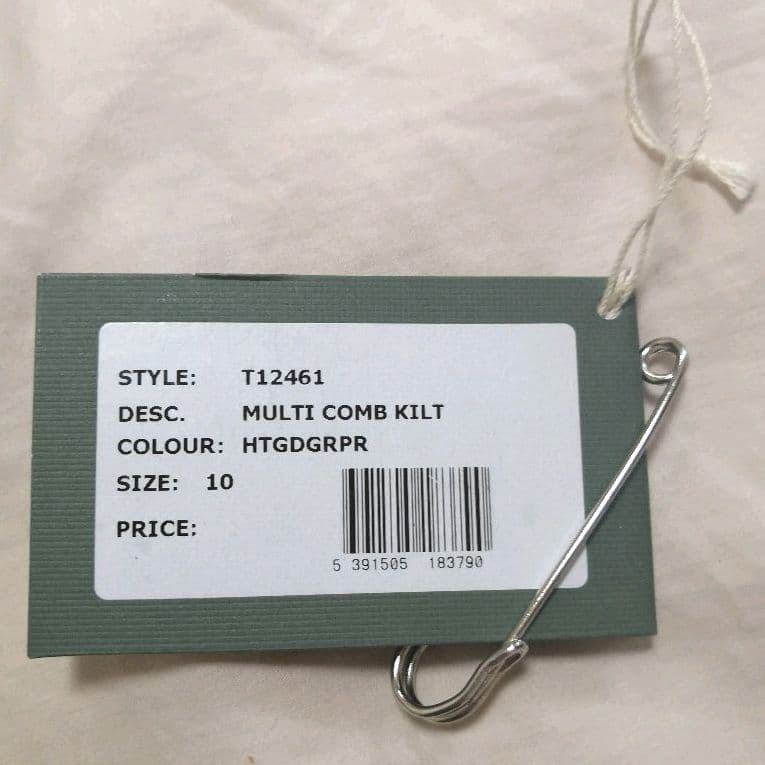 STYLE: T12461
DESC. MULTI COMB KILT
COLOUR: HTGDGRPR
SIZE: 10
PRICE:
5 391505 183790